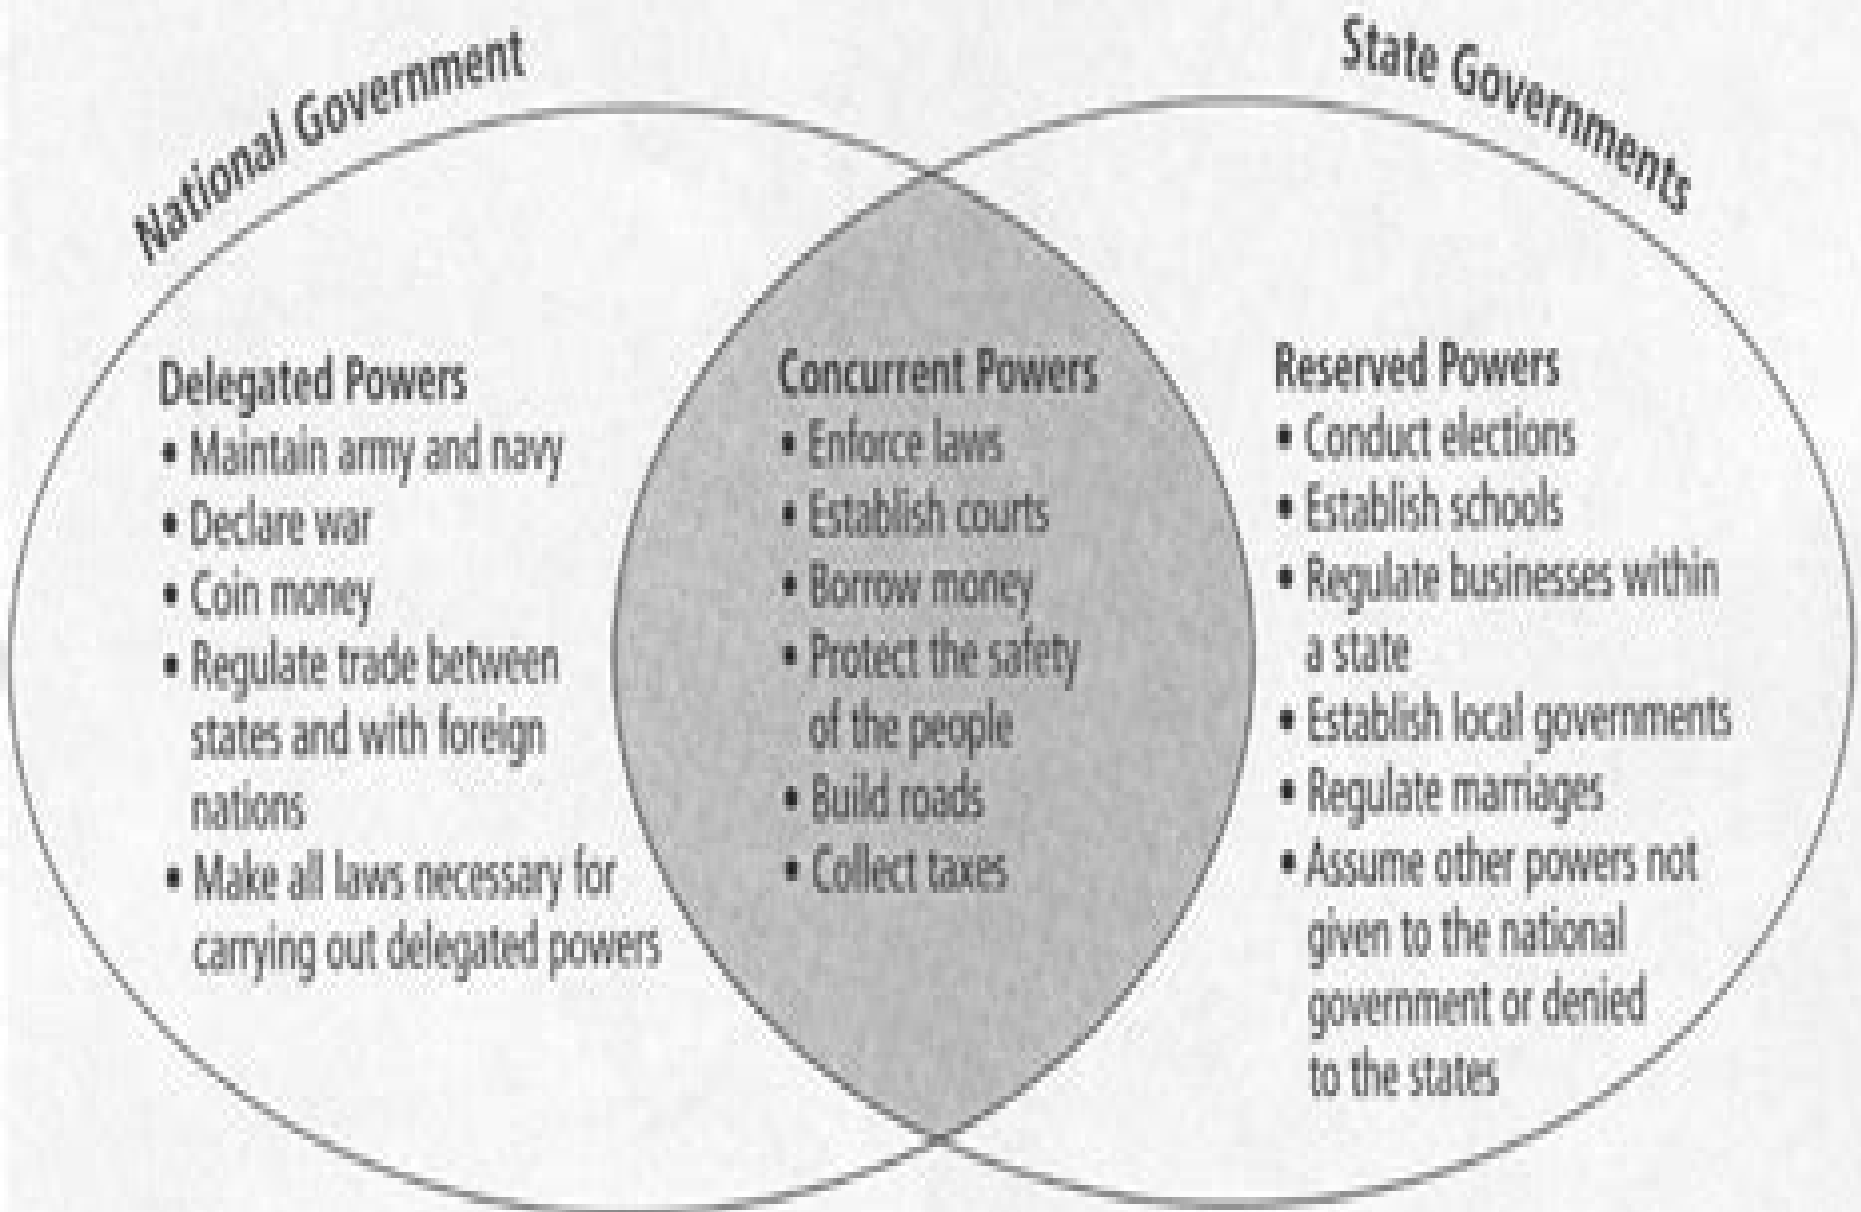 National Government
State Governments
Delegated Powers
• Maintain army and navy
• Declare war
• Coin money
• Regulate trade between
states and with foreign
nations
• Make all laws necessary for
carrying out delegated powers
Concurrent Powers
• Enforce laws
• Establish courts
• Borrow money
• Protect the safety
of the people
• Build roads
• Collect taxes
Reserved Powers
• Conduct elections
• Establish schools
• Regulate businesses within
a state
• Establish local governments
• Regulate marriages
• Assume other powers not
given to the national
government or denied
to the states